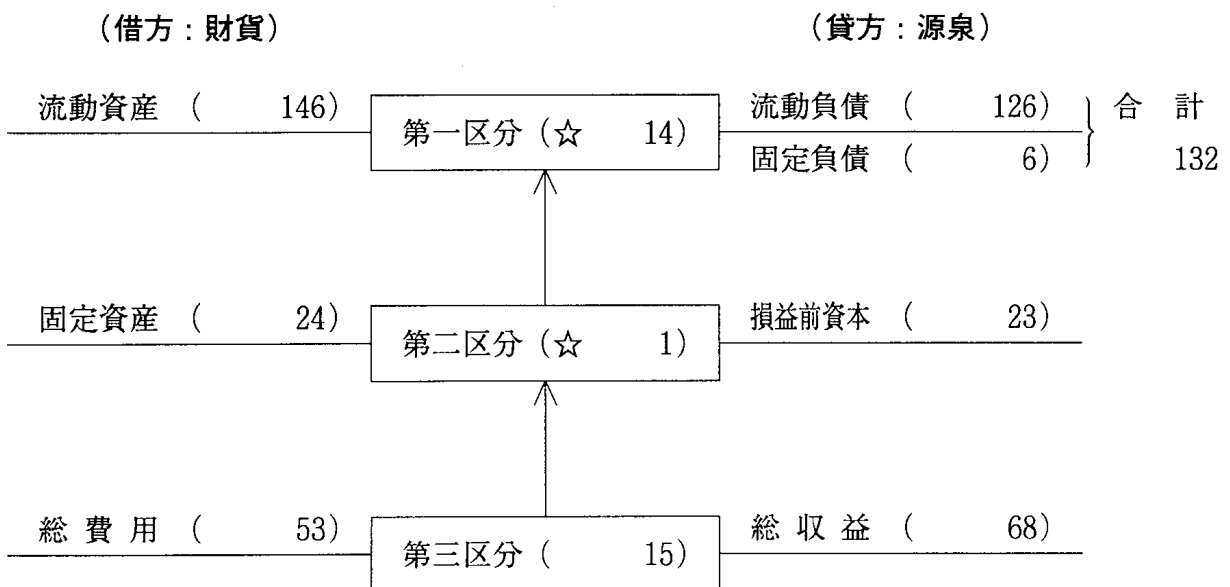 (借方：財貨) (貸方：源泉)
流動資産 ( 146) 第一区分 (☆ 14) 流動負債 ( 126) 合 計
固定負債 ( 6) 132
固定資産 ( 24) 第二区分 (☆ 1) 損益前資本 ( 23)
総 費 用 ( 53) 第三区分 ( 15) 総 収 益 ( 68)